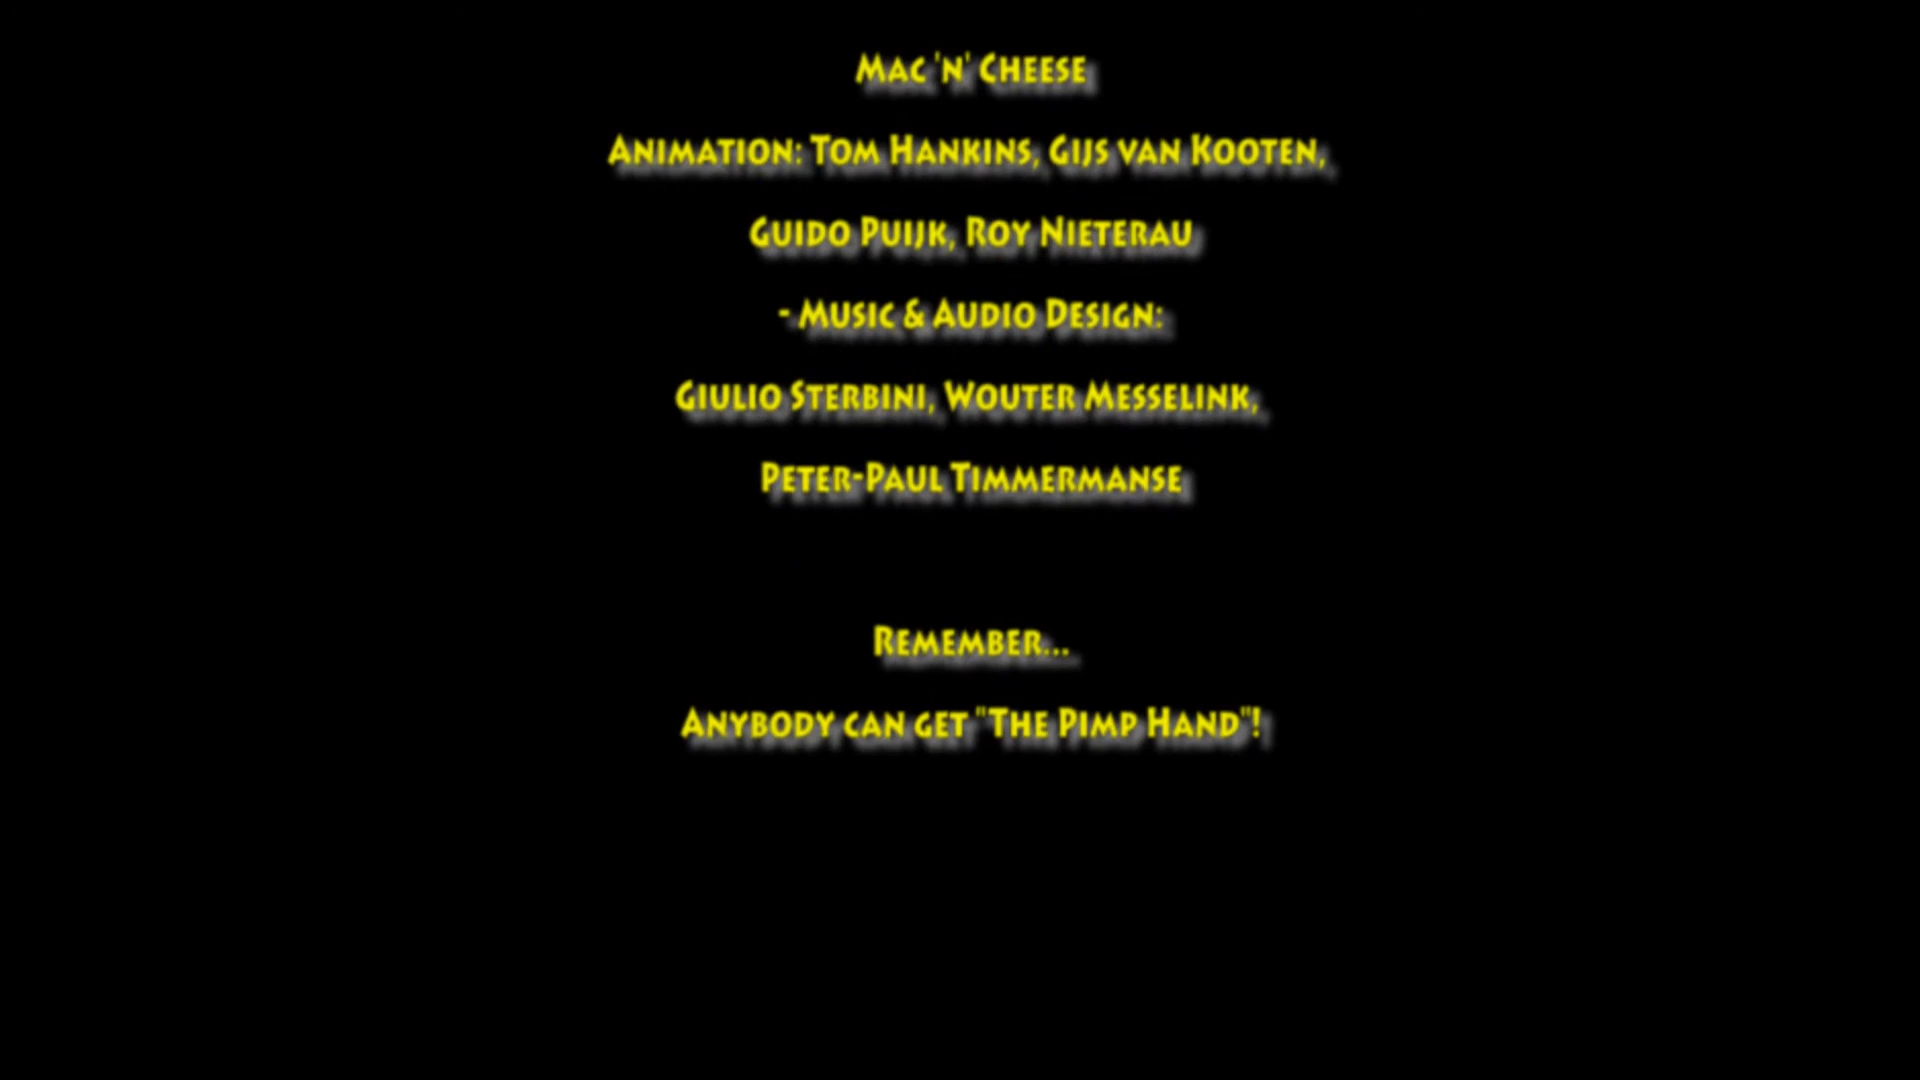 Mac 'n' Cheese
Animation: Tom Hankins, Gijs van Kooten,
Guido Puijk, Roy Nieterau
- Music & Audio Design:
Giulio Sterbini, Wouter Messelink,
Peter-Paul Timmermanse
Remember...
Anybody can get "The Pimp Hand"!